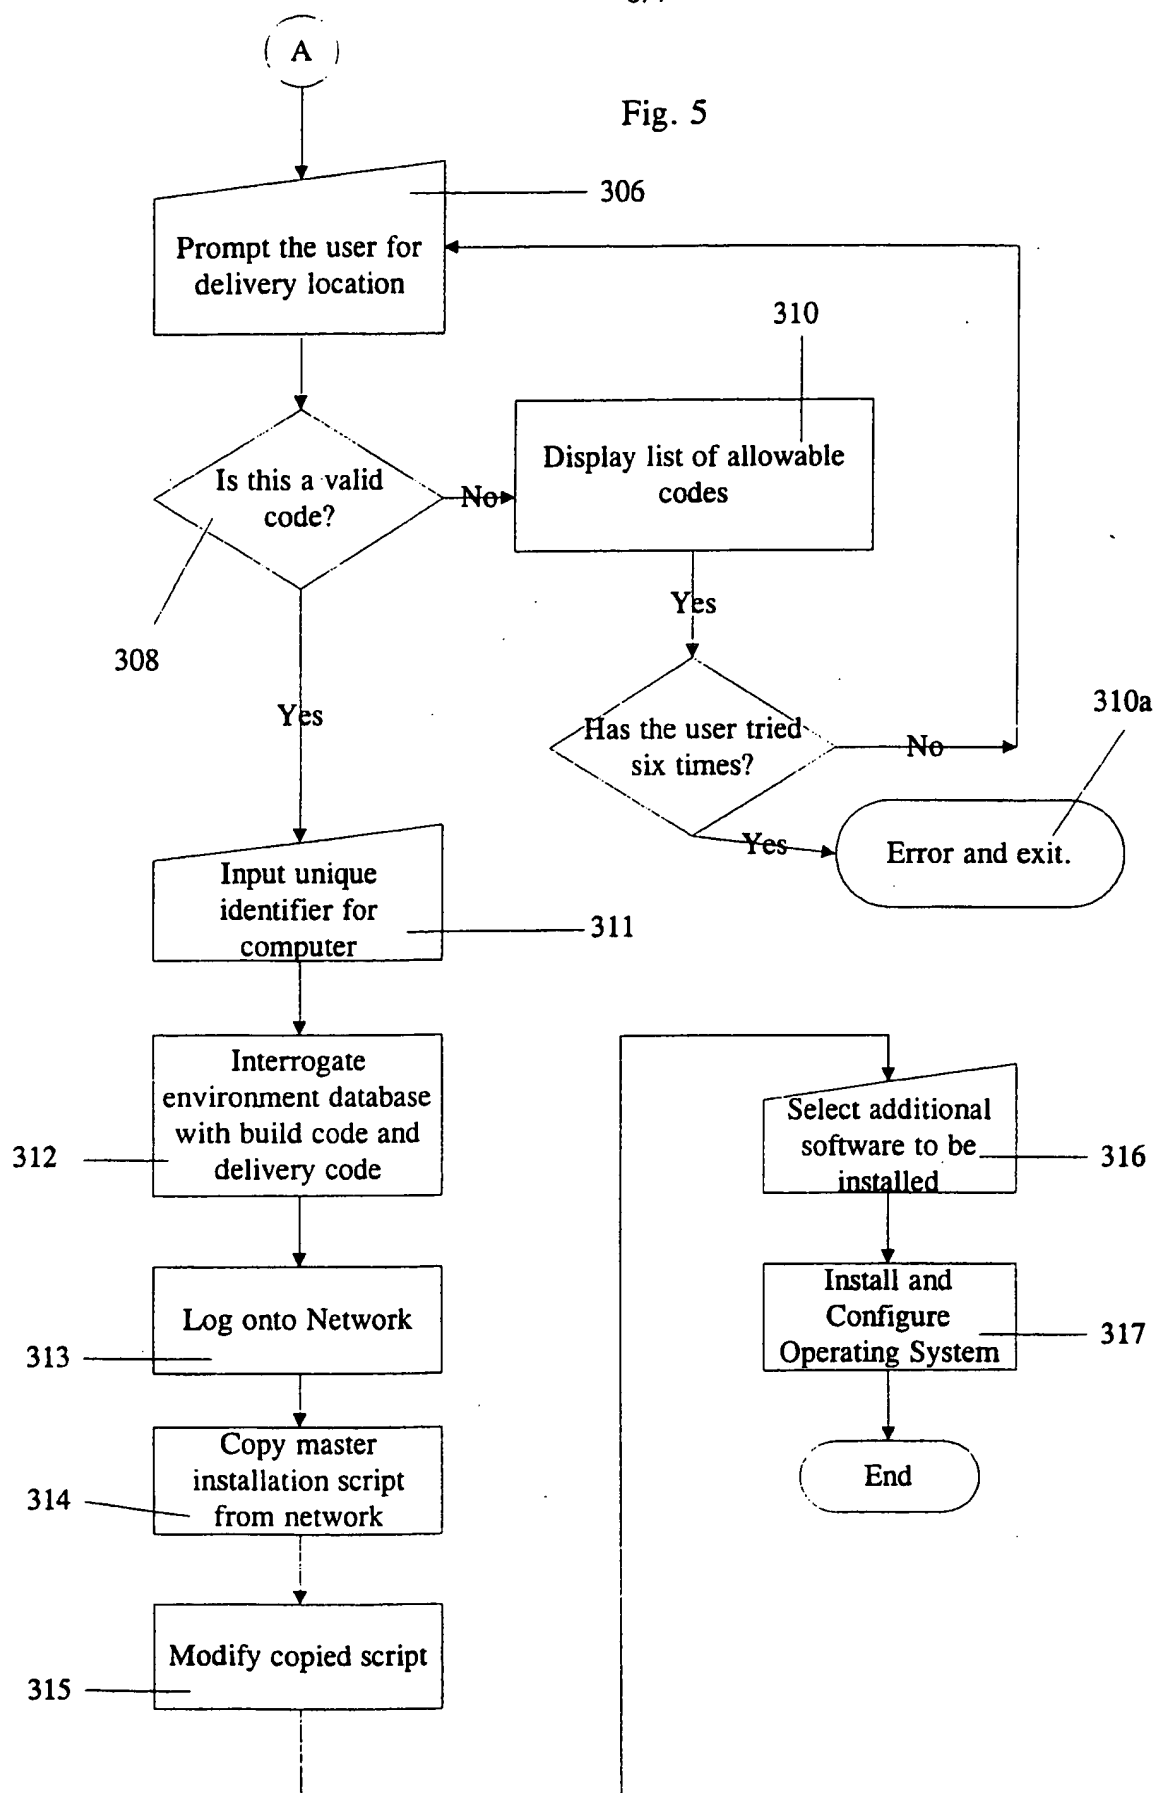 A
Fig. 5
306
Prompt the user for
delivery location
310
Display list of allowable
codes
Is this a valid
code?
No
308
Yes
Yes
Has the user tried
six times?
No
310a
Yes
Error and exit.
Input unique
identifier for
computer
311
Interrogate
environment database
with build code and
delivery code
312
Log onto Network
313
Copy master
installation script
from network
314
Modify copied script
315
Select additional
software to be
installed
316
Install and
Configure
Operating System
317
End